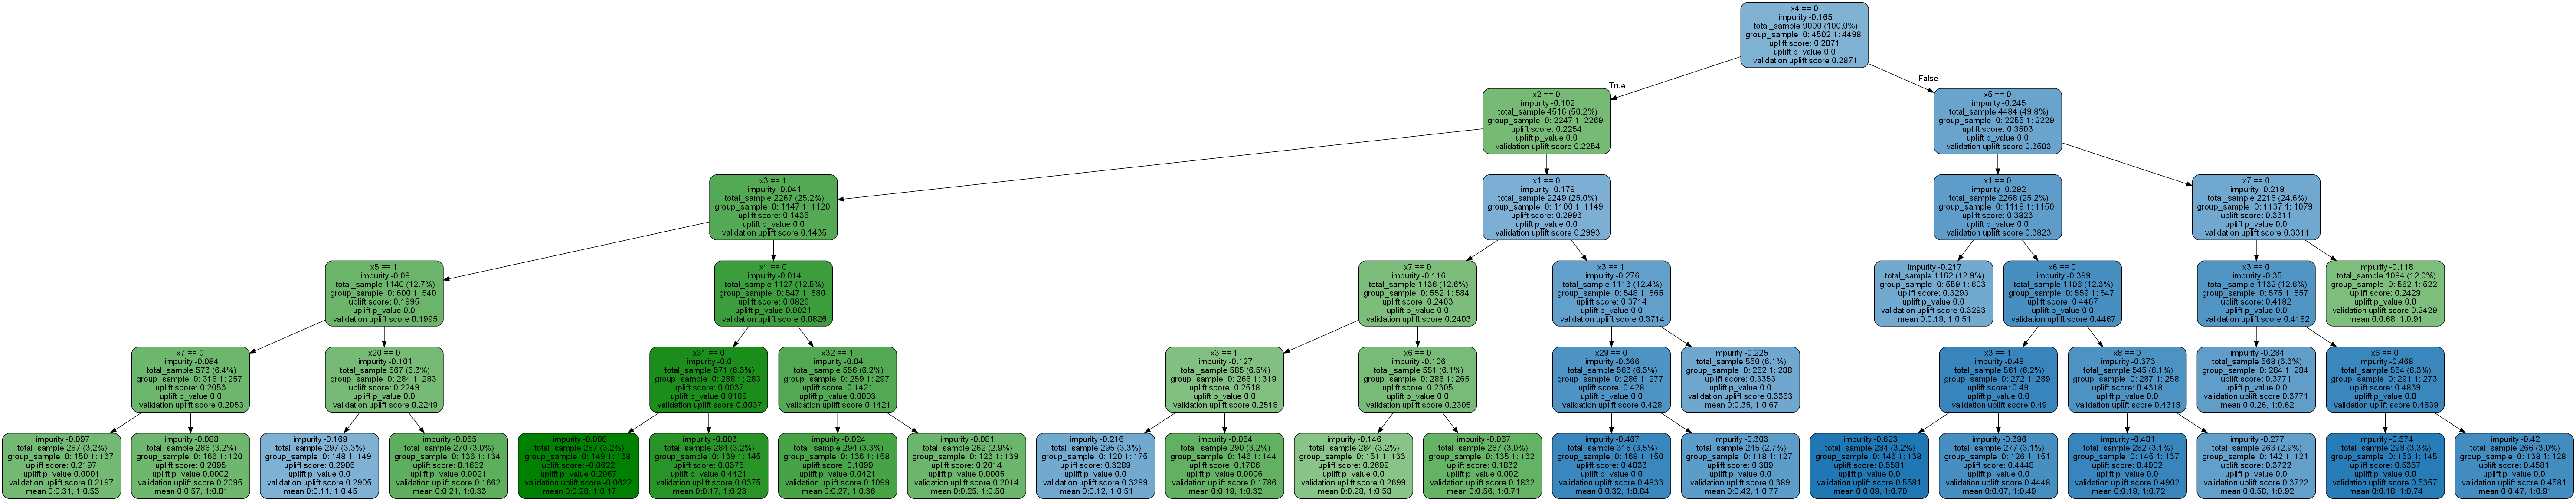 x4 == 0
impurity -0.165
total_sample 9000 (100.0%)
group_sample 0: 4502 1: 4498
uplift score: 0.2871
uplift p_value 0.0
validation uplift score 0.2871
True
False
x2 == 0
impurity -0.102
total_sample 4516 (50.2%)
group_sample 0: 2247 1: 2269
uplift score: 0.2254
uplift p_value 0.0
validation uplift score 0.2254
x5 == 0
impurity -0.245
total_sample 4484 (49.8%)
group_sample 0: 2255 1: 2229
uplift score: 0.3503
uplift p_value 0.0
validation uplift score 0.3503
x3 == 1
impurity -0.041
total_sample 2267 (25.2%)
group_sample 0: 1147 1: 1120
uplift score: 0.1435
uplift p_value 0.0
validation uplift score 0.1435
x1 == 0
impurity -0.179
total_sample 2249 (25.0%)
group_sample 0: 1100 1: 1149
uplift score: 0.2993
uplift p_value 0.0
validation uplift score 0.2993
x1 == 0
impurity -0.292
total_sample 2268 (25.2%)
group_sample 0: 1118 1: 1150
uplift score: 0.3823
uplift p_value 0.0
validation uplift score 0.3823
x7 == 0
impurity -0.219
total_sample 2216 (24.6%)
group_sample 0: 1137 1: 1079
uplift score: 0.3311
uplift p_value 0.0
validation uplift score 0.3311
x5 == 1
impurity -0.08
total_sample 1140 (12.7%)
group_sample 0: 600 1: 540
uplift score: 0.1995
uplift p_value 0.0
validation uplift score 0.1995
x1 == 0
impurity -0.014
total_sample 1127 (12.5%)
group_sample 0: 547 1: 580
uplift score: 0.0826
uplift p_value 0.0021
validation uplift score 0.0826
x7 == 0
impurity -0.116
total_sample 1136 (12.6%)
group_sample 0: 552 1: 584
uplift score: 0.2403
uplift p_value 0.0
validation uplift score 0.2403
x3 == 1
impurity -0.276
total_sample 1113 (12.4%)
group_sample 0: 548 1: 565
uplift score: 0.3714
uplift p_value 0.0
validation uplift score 0.3714
impurity -0.217
total_sample 1162 (12.9%)
group_sample 0: 559 1: 603
uplift score: 0.3293
uplift p_value 0.0
validation uplift score 0.3293
mean 0:0.19, 1:0.51
x6 == 0
impurity -0.399
total_sample 1106 (12.3%)
group_sample 0: 559 1: 547
uplift score: 0.4467
uplift p_value 0.0
validation uplift score 0.4467
x3 == 0
impurity -0.35
total_sample 1132 (12.6%)
group_sample 0: 575 1: 557
uplift score: 0.4182
uplift p_value 0.0
validation uplift score 0.4182
impurity -0.118
total_sample 1084 (12.0%)
group_sample 0: 562 1: 522
uplift score: 0.2429
uplift p_value 0.0
validation uplift score 0.2429
mean 0:0.68, 1:0.91
x7 == 0
impurity -0.084
total_sample 573 (6.4%)
group_sample 0: 316 1: 257
uplift score: 0.2053
uplift p_value 0.0
validation uplift score 0.2053
x20 == 0
impurity -0.101
total_sample 567 (6.3%)
group_sample 0: 284 1: 283
uplift score: 0.2249
uplift p_value 0.0
validation uplift score 0.2249
x31 == 0
impurity -0.0
total_sample 571 (6.3%)
group_sample 0: 288 1: 283
uplift score: 0.0037
uplift p_value 0.9169
validation uplift score 0.0037
x32 == 1
impurity -0.04
total_sample 556 (6.2%)
group_sample 0: 259 1: 297
uplift score: 0.1421
uplift p_value 0.0003
validation uplift score 0.1421
x3 == 1
impurity -0.127
total_sample 585 (6.5%)
group_sample 0: 266 1: 319
uplift score: 0.2518
uplift p_value 0.0
validation uplift score 0.2518
x6 == 0
impurity -0.106
total_sample 551 (6.1%)
group_sample 0: 286 1: 265
uplift score: 0.2305
uplift p_value 0.0
validation uplift score 0.2305
x29 == 0
impurity -0.366
total_sample 563 (6.3%)
group_sample 0: 286 1: 277
uplift score: 0.428
uplift p_value 0.0
validation uplift score 0.428
impurity -0.225
total_sample 550 (6.1%)
group_sample 0: 262 1: 288
uplift score: 0.3353
uplift p_value 0.0
validation uplift score 0.3353
mean 0:0.35, 1:0.67
x3 == 1
impurity -0.48
total_sample 561 (6.2%)
group_sample 0: 272 1: 289
uplift score: 0.49
uplift p_value 0.0
validation uplift score 0.49
x8 == 0
impurity -0.373
total_sample 545 (6.1%)
group_sample 0: 287 1: 258
uplift score: 0.4318
uplift p_value 0.0
validation uplift score 0.4318
impurity -0.284
total_sample 568 (6.3%)
group_sample 0: 284 1: 284
uplift score: 0.3771
uplift p_value 0.0
validation uplift score 0.3771
mean 0:0.26, 1:0.62
x6 == 0
impurity -0.468
total_sample 564 (6.3%)
group_sample 0: 291 1: 273
uplift score: 0.4839
uplift p_value 0.0
validation uplift score 0.4839
impurity -0.097
total_sample 287 (3.2%)
group_sample 0: 150 1: 137
uplift score: 0.2197
uplift p_value 0.0001
validation uplift score 0.2197
mean 0:0.31, 1:0.53
impurity -0.088
total_sample 286 (3.2%)
group_sample 0: 166 1: 120
uplift score: 0.2095
uplift p_value 0.0002
validation uplift score 0.2095
mean 0:0.57, 1:0.81
impurity -0.169
total_sample 297 (3.3%)
group_sample 0: 148 1: 149
uplift score: 0.2905
uplift p_value 0.0
validation uplift score 0.2905
mean 0:0.11, 1:0.45
impurity -0.055
total_sample 270 (3.0%)
group_sample 0: 136 1: 134
uplift score: 0.1662
uplift p_value 0.0021
validation uplift score 0.1662
mean 0:0.21, 1:0.33
impurity -0.008
total_sample 287 (3.2%)
group_sample 0: 149 1: 138
uplift score: -0.0622
uplift p_value 0.2067
validation uplift score -0.0622
mean 0:0.28, 1:0.17
impurity -0.003
total_sample 284 (3.2%)
group_sample 0: 139 1: 145
uplift score: 0.0375
uplift p_value 0.4421
validation uplift score 0.0375
mean 0:0.17, 1:0.23
impurity -0.024
total_sample 294 (3.3%)
group_sample 0: 136 1: 158
uplift score: 0.1099
uplift p_value 0.0421
validation uplift score 0.1099
mean 0:0.27, 1:0.36
impurity -0.081
total_sample 262 (2.9%)
group_sample 0: 123 1: 139
uplift score: 0.2014
uplift p_value 0.0005
validation uplift score 0.2014
mean 0:0.25, 1:0.50
impurity -0.216
total_sample 295 (3.3%)
group_sample 0: 120 1: 175
uplift score: 0.3289
uplift p_value 0.0
validation uplift score 0.3289
mean 0:0.12, 1:0.51
impurity -0.064
total_sample 290 (3.2%)
group_sample 0: 146 1: 144
uplift score: 0.1786
uplift p_value 0.0006
validation uplift score 0.1786
mean 0:0.19, 1:0.32
impurity -0.146
total_sample 284 (3.2%)
group_sample 0: 151 1: 133
uplift score: 0.2699
uplift p_value 0.0
validation uplift score 0.2699
mean 0:0.28, 1:0.58
impurity -0.067
total_sample 267 (3.0%)
group_sample 0: 135 1: 132
uplift score: 0.1832
uplift p_value 0.002
validation uplift score 0.1832
mean 0:0.56, 1:0.71
impurity -0.467
total_sample 318 (3.5%)
group_sample 0: 168 1: 150
uplift score: 0.4833
uplift p_value 0.0
validation uplift score 0.4833
mean 0:0.32, 1:0.84
impurity -0.303
total_sample 245 (2.7%)
group_sample 0: 118 1: 127
uplift score: 0.389
uplift p_value 0.0
validation uplift score 0.389
mean 0:0.42, 1:0.77
impurity -0.623
total_sample 284 (3.2%)
group_sample 0: 146 1: 138
uplift score: 0.5581
uplift p_value 0.0
validation uplift score 0.5581
mean 0:0.09, 1:0.70
impurity -0.396
total_sample 277 (3.1%)
group_sample 0: 126 1: 151
uplift score: 0.4448
uplift p_value 0.0
validation uplift score 0.4448
mean 0:0.07, 1:0.49
impurity -0.481
total_sample 282 (3.1%)
group_sample 0: 145 1: 137
uplift score: 0.4902
uplift p_value 0.0
validation uplift score 0.4902
mean 0:0.19, 1:0.72
impurity -0.277
total_sample 263 (2.9%)
group_sample 0: 142 1: 121
uplift score: 0.3722
uplift p_value 0.0
validation uplift score 0.3722
mean 0:0.58, 1:0.92
impurity -0.574
total_sample 298 (3.3%)
group_sample 0: 153 1: 145
uplift score: 0.5357
uplift p_value 0.0
validation uplift score 0.5357
mean 0:0.18, 1:0.74
impurity -0.42
total_sample 266 (3.0%)
group_sample 0: 138 1: 128
uplift score: 0.4581
uplift p_value 0.0
validation uplift score 0.4581
mean 0:0.47, 1:0.91